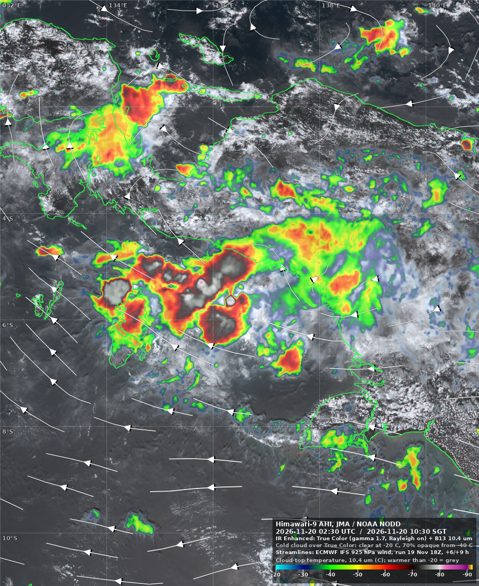 134°E
138°E
4°S
6°S
8°S
10°S
Himawari-9 AHI, JMA / NOAA NODD
2026-11-20 02:30 UTC / 2026-11-20 10:30 SGT
IR Enhanced: True Color (gamma 1.7, Rayleigh on) + B13 10.4 um
Cold cloud over True Color: clear at -20 C, 70% opaque from -40 C
Streamlines: ECMWF IFS 925 hPa wind, run 19 Nov 18Z, +6/+9 h
Cloud-top temperature, 10.4 um (C); warmer than -20 = grey
-20 -30 -40 -50 -60 -70 -80 -90